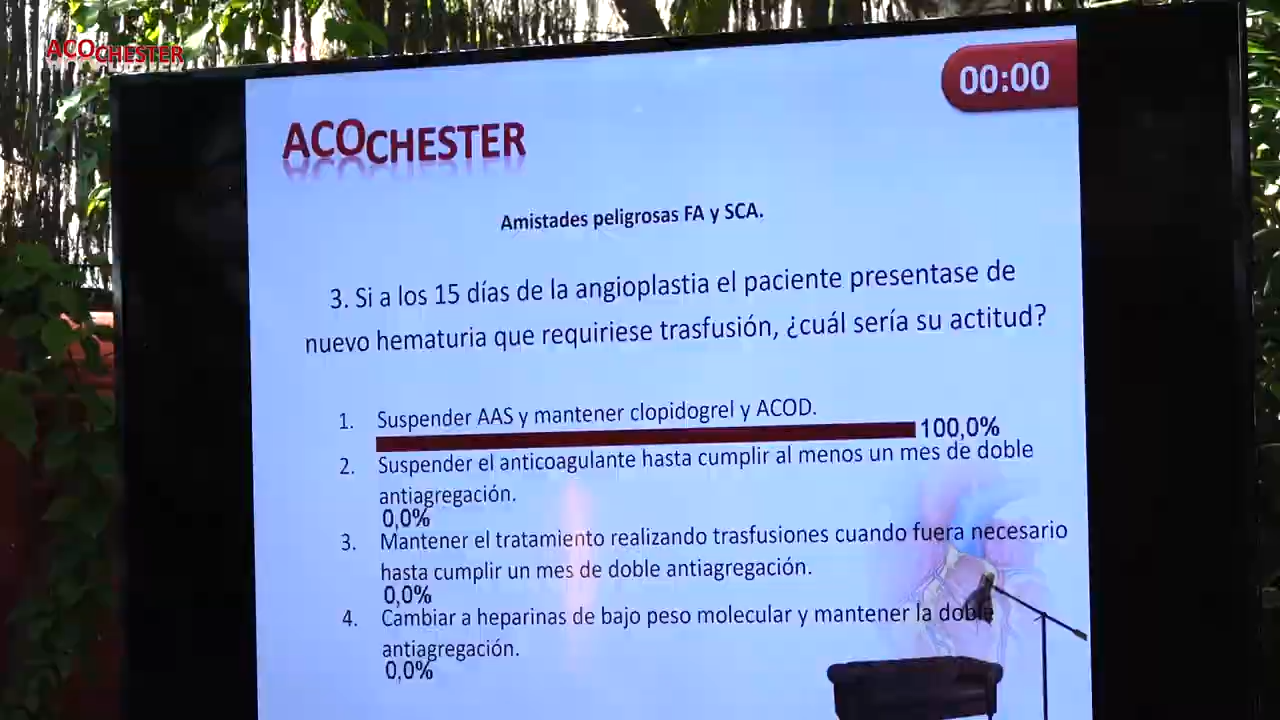 ACOCHESTER
00:00
ACOCHESTER
Amistades peligrosas FA y SCA.
3. Si a los 15 días de la angioplastia el paciente presentase de
nuevo hematuria que requiriese trasfusión, ¿cuál sería su actitud?
1. Suspender AAS y mantener clopidogrel y ACOD.
100,0%
2. Suspender el anticoagulante hasta cumplir al menos un mes de doble
antiagregación.
0,0%
3. Mantener el tratamiento realizando trasfusiones cuando fuera necesario
hasta cumplir un mes de doble antiagregación.
0,0%
4. Cambiar a heparinas de bajo peso molecular y mantener la doble
antiagregación.
0,0%